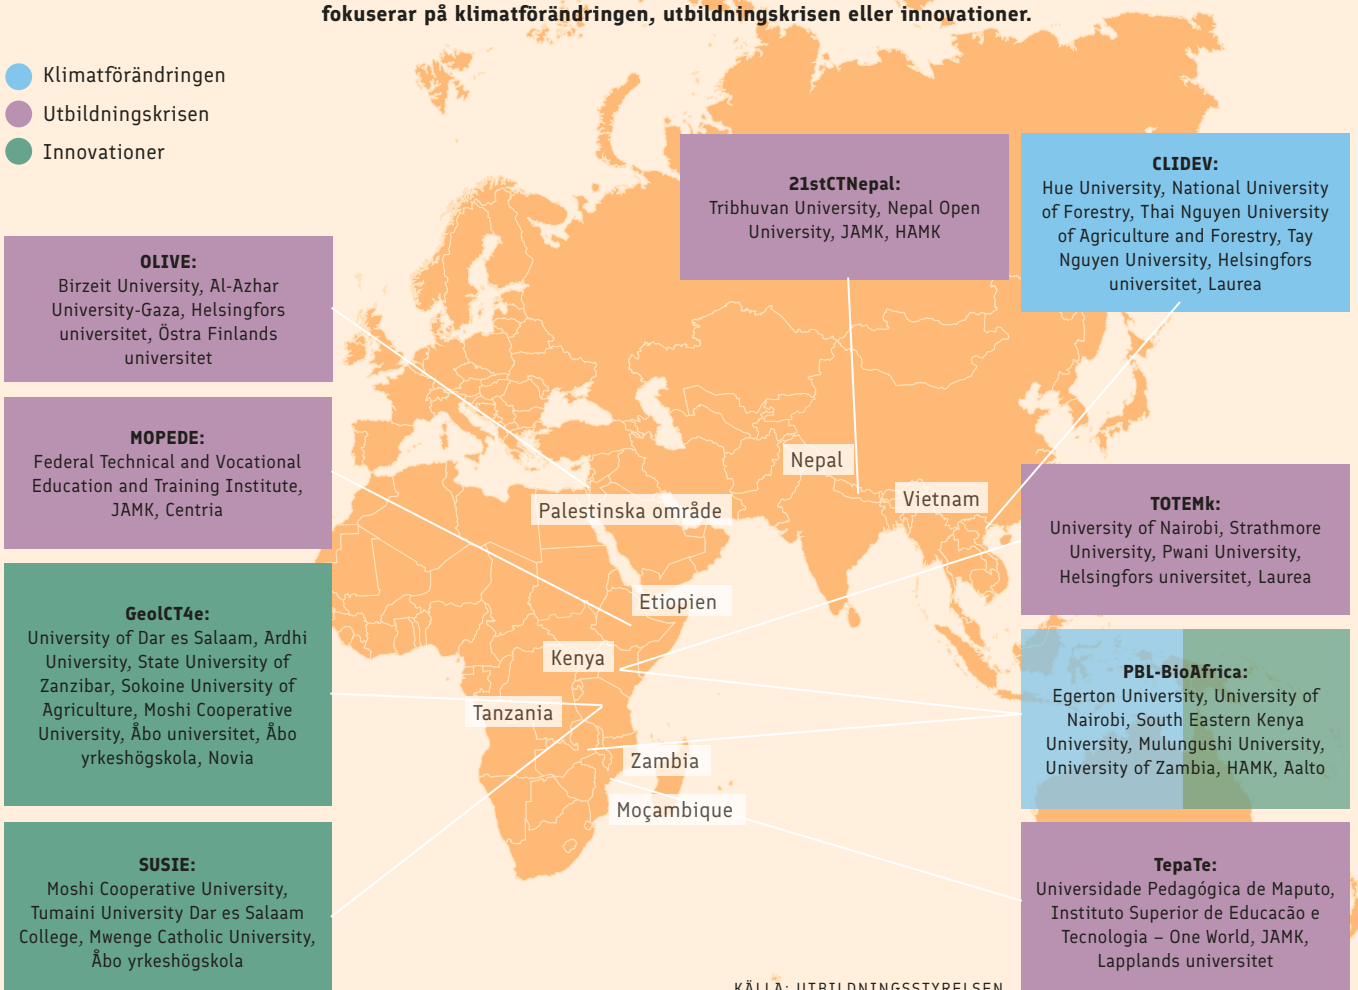 fokuserar på klimatförändringen, utbildningskrisen eller innovationer.
Klimatförändringen
Utbildningskrisen
Innovationer
21stCTNepal:
Tribhuvan University, Nepal Open
University, JAMK, HAMK
CLIDEV:
Hue University, National University
of Forestry, Thai Nguyen University
of Agriculture and Forestry, Tay
Nguyen University, Helsingfors
universitet, Laurea
OLIVE:
Birzeit University, Al-Azhar
University-Gaza, Helsingfors
universitet, Östra Finlands
universitet
MOPEDE:
Federal Technical and Vocational
Education and Training Institute,
JAMK, Centria
Nepal
Vietnam
Palestinska område
TOTEMk:
University of Nairobi, Strathmore
University, Pwani University,
Helsingfors universitet, Laurea
GeolCT4e:
University of Dar es Salaam, Ardhi
University, State University of
Zanzibar, Sokoine University of
Agriculture, Moshi Cooperative
University, Åbo universitet, Åbo
yrkeshögskola, Novia
Etiopien
Kenya
Tanzania
Zambia
Moçambique
PBL-BioAfrica:
Egerton University, University of
Nairobi, South Eastern Kenya
University, Mulungushi University,
University of Zambia, HAMK, Aalto
SUSIE:
Moshi Cooperative University,
Tumaini University Dar es Salaam
College, Mwenge Catholic University,
Åbo yrkeshögskola
TepaTe:
Universidade Pedagógica de Maputo,
Instituto Superior de Educacão e
Tecnologia – One World, JAMK,
Lapplands universitet
KÄLLA: UTBILDNINGSSTYRELSEN